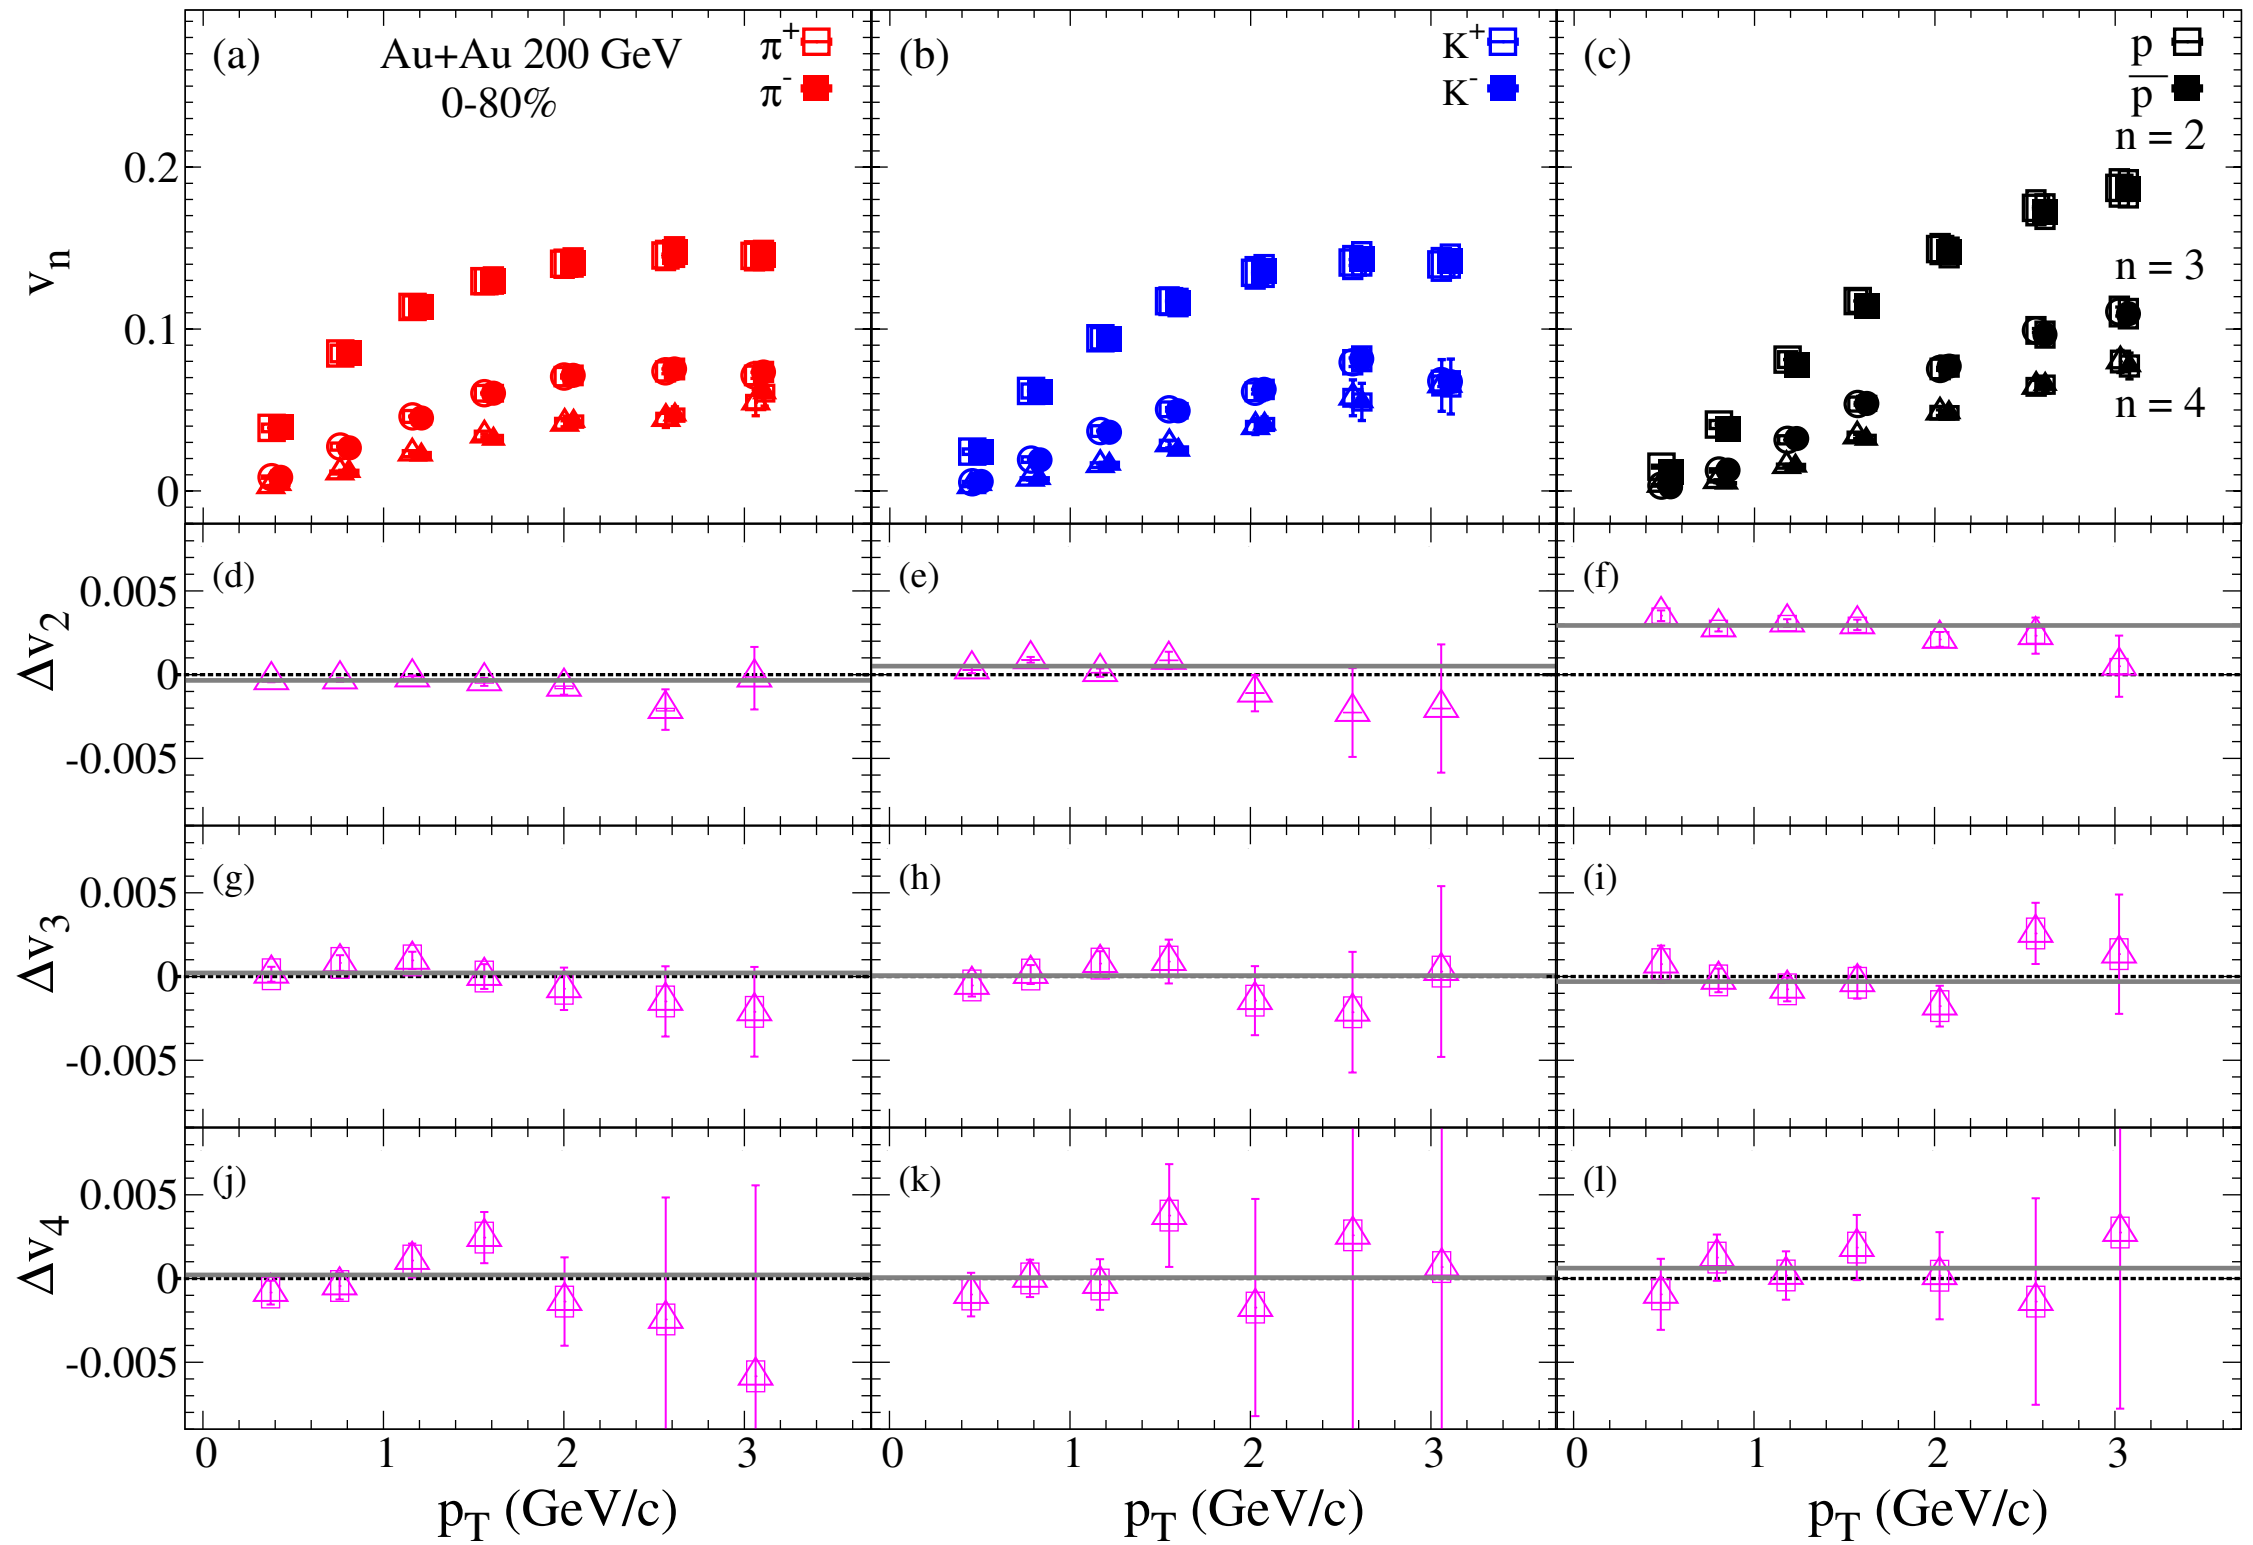 (a) Au+Au 200 GeV π+
0-80% π-
(b) K+
K-
(c) p
p̅
n = 2
n = 3
n = 4
vn
0.2
0.1
0
(d) (e) (f)
Δv2
0.005
0
-0.005
(g) (h) (i)
Δv3
0.005
0
-0.005
(j) (k) (l)
Δv4
0.005
0
-0.005
0 1 2 3 0 1 2 3 0 1 2 3
pT (GeV/c) pT (GeV/c) pT (GeV/c)